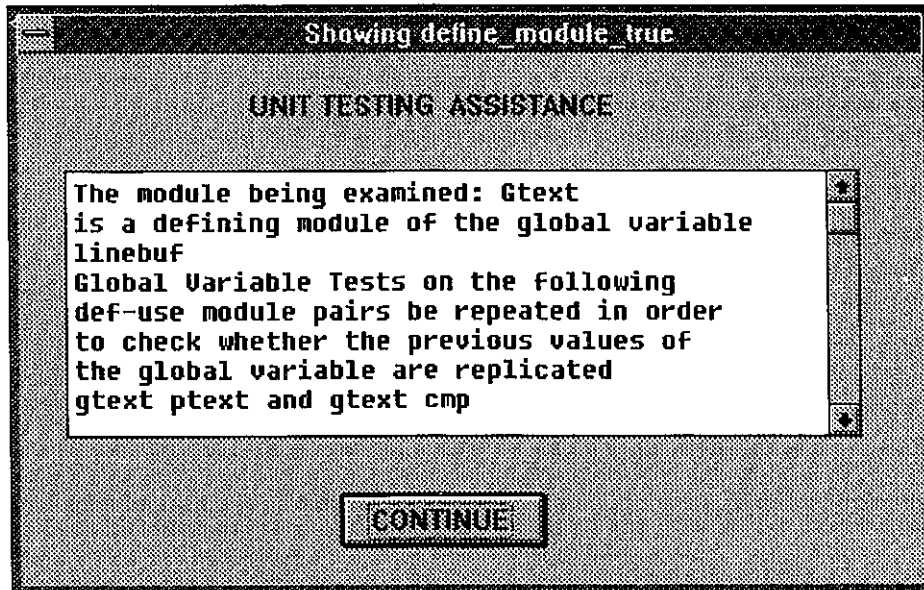 Showing define_module_true
UNIT TESTING ASSISTANCE
The module being examined: Gtext
is a defining module of the global variable
linebuf
Global Variable Tests on the following
def-use module pairs be repeated in order
to check whether the previous values of
the global variable are replicated
gtext ptext and gtext cmp
CONTINUE